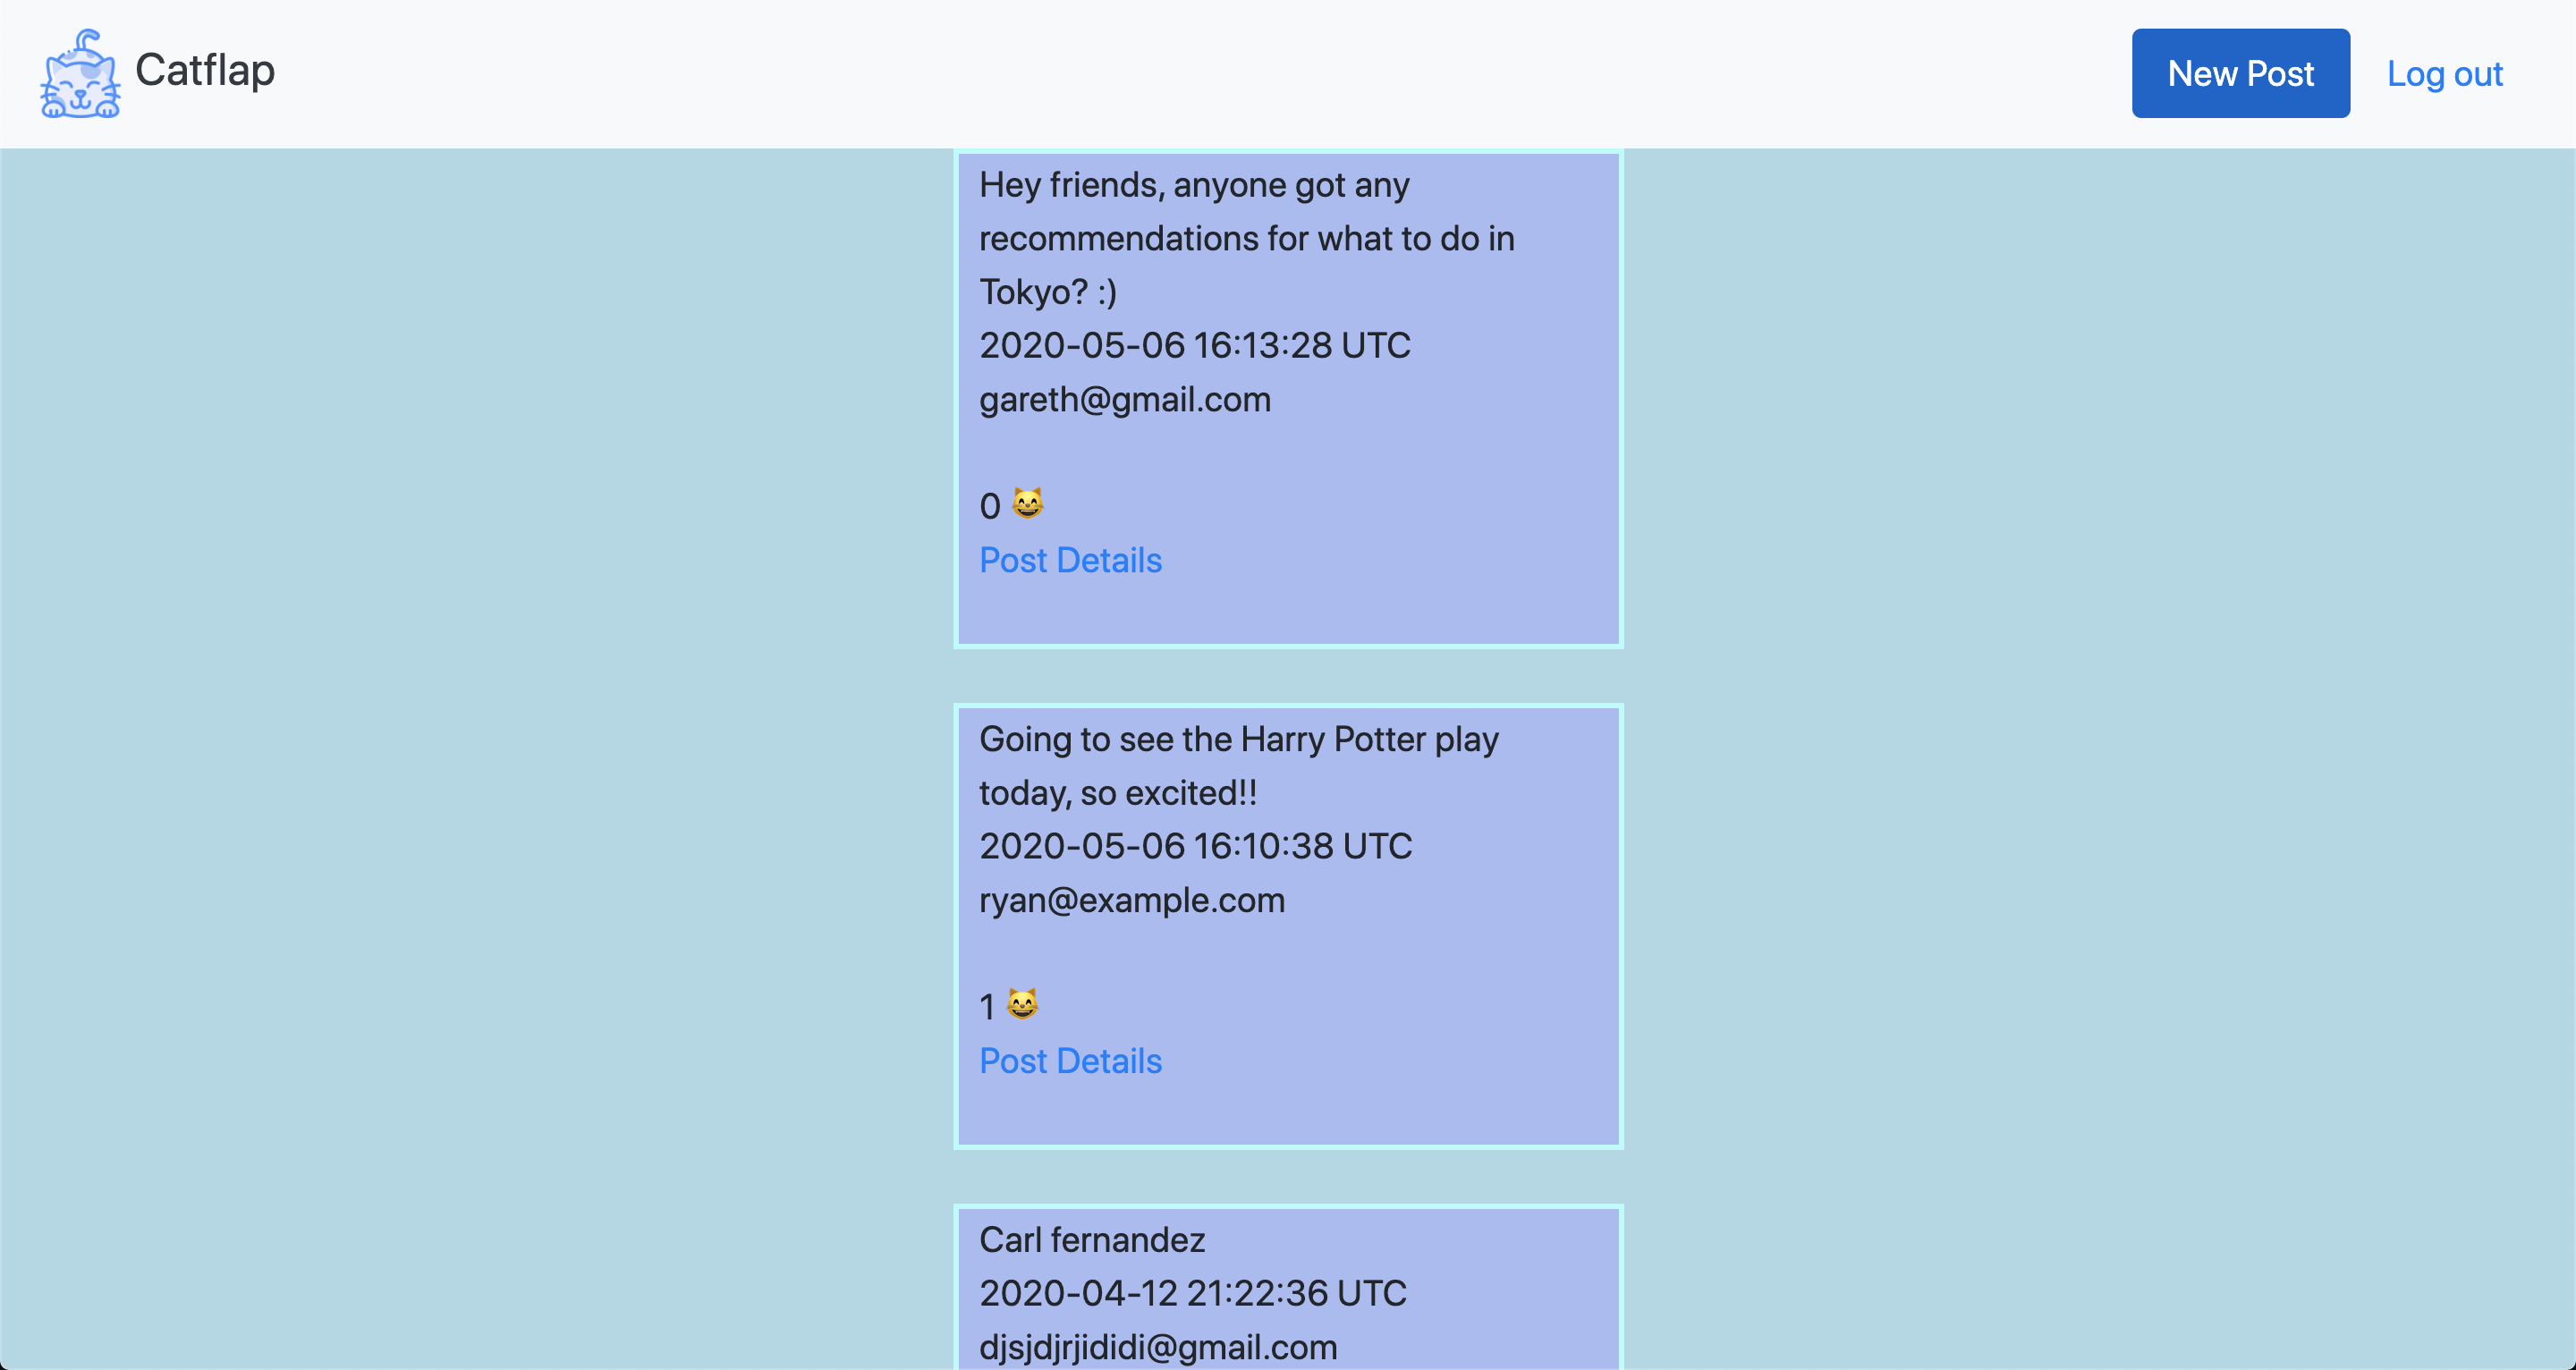 Catflap
New Post
Log out
Hey friends, anyone got any
recommendations for what to do in
Tokyo? :)
2020-05-06 16:13:28 UTC
gareth@gmail.com
0 😸
Post Details
Going to see the Harry Potter play
today, so excited!!
2020-05-06 16:10:38 UTC
ryan@example.com
1 😸
Post Details
Carl fernandez
2020-04-12 21:22:36 UTC
djsjdjrjididi@gmail.com